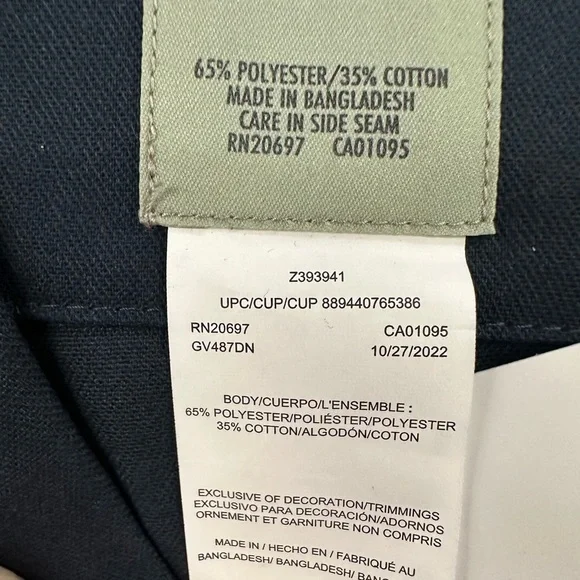 65% POLYESTER/35% COTTON
MADE IN BANGLADESH
CARE IN SIDE SEAM
RN20697 CA01095
Z393941
UPC/CUP/CUP 889440765386
RN20697 CA01095
GV487DN 10/27/2022
BODY/CUERPO/L'ENSEMBLE :
65% POLYESTER/POLIÉSTER/POLYESTER
35% COTTON/ALGODÓN/COTON
EXCLUSIVE OF DECORATION/TRIMMINGS
EXCLUSIVO PARA DECORACIÓN/ADORNOS
ORNEMENT ET GARNITURE NON COMPRIS
MADE IN / HECHO EN / FABRIQUÉ AU
BANGLADESH/ BANGLADESH/